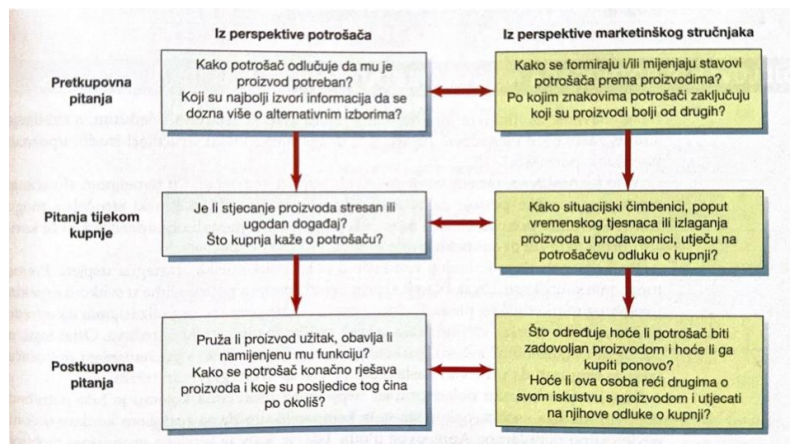 Iz perspektive potrošača
Iz perspektive marketinškog stručnjaka
Pretkupovna
pitanja
Kako potrošač odlučuje da mu je
proizvod potreban?
Koji su najbolji izvori informacija da se
dozna više o alternativnim izborima?
Kako se formiraju i/ili mijenjaju stavovi
potrošača prema proizvodima?
Po kojim znakovima potrošači zaključuju
koji su proizvodi bolji od drugih?
Pitanja tijekom
kupnje
Je li stjecanje proizvoda stresan ili
ugodan događaj?
Što kupnja kaže o potrošaču?
Kako situacijski čimbenici, poput
vremenskog tjesnaca ili izlaganja
proizvoda u prodavaonici, utječu na
potrošačevu odluku o kupnji?
Postkupovna
pitanja
Pruža li proizvod užitak, obavlja li
namijenjenu mu funkciju?
Kako se potrošač konačno rješava
proizvoda i koje su posljedice tog čina
po okoliš?
Što određuje hoće li potrošač biti
zadovoljan proizvodom i hoće li ga
kupiti ponovo?
Hoće li ova osoba reći drugima o
svom iskustvu s proizvodom i utjecati
na njihove odluke o kupnji?